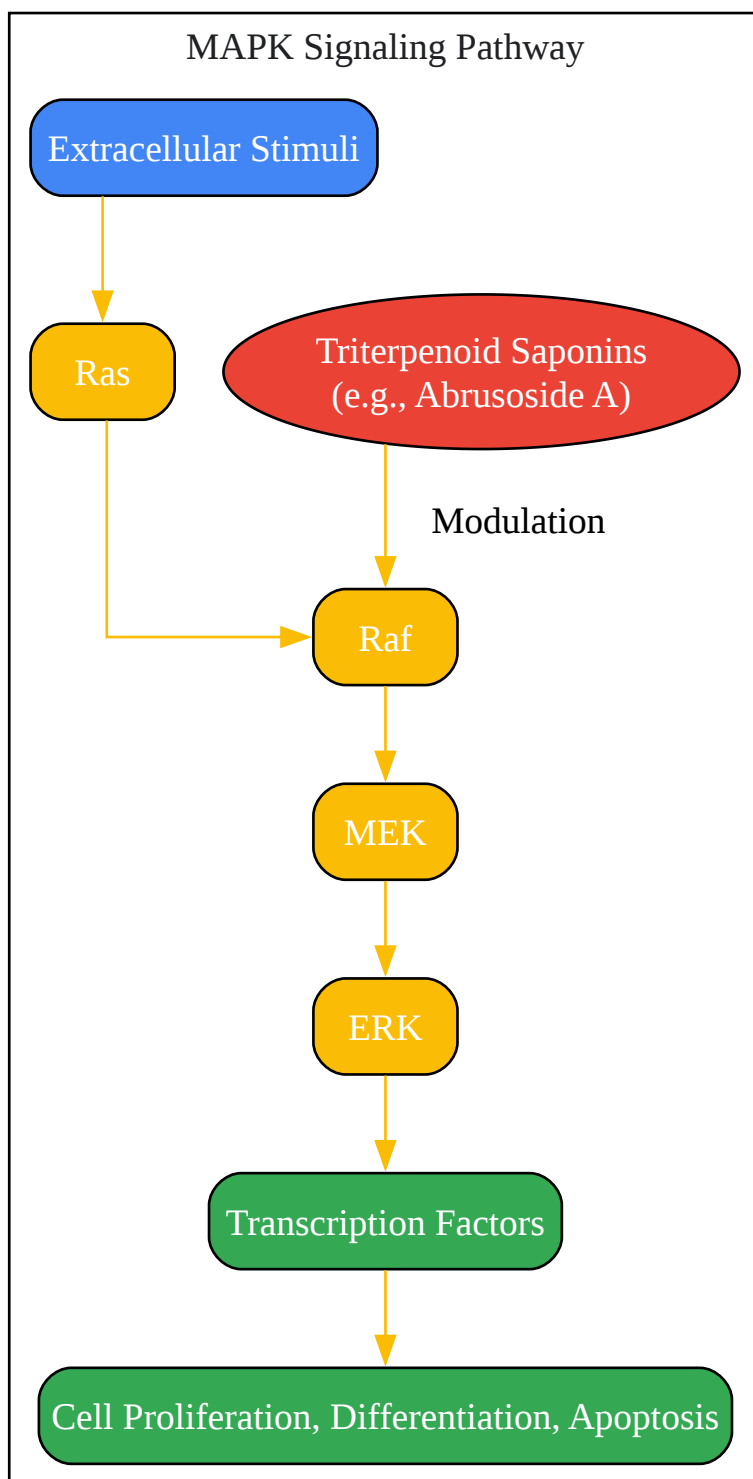 MAPK Signaling Pathway
Extracellular Stimuli
Ras
Triterpenoid Saponins
(e.g., Abrusoside A)
Modulation
Raf
MEK
ERK
Transcription Factors
Cell Proliferation, Differentiation, Apoptosis